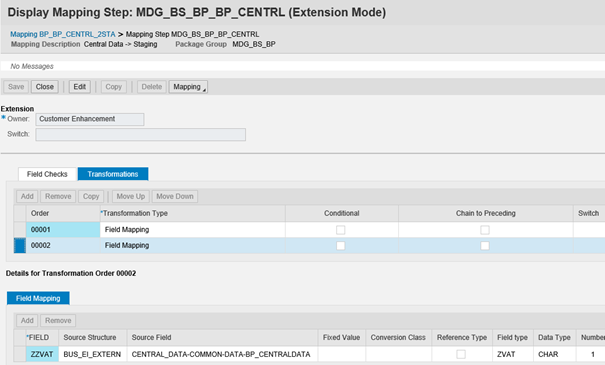 Display Mapping Step: MDG_BS_BP_BP_CENTRL (Extension Mode)
Mapping BP_BP_CENTRL_2STA > Mapping Step MDG_BS_BP_BP_CENTRL
Mapping Description Central Data -> Staging Package Group MDG_BS_BP
No Messages
Save Close Edit Copy Delete Mapping
Extension
* Owner: Customer Enhancement
Switch:
Field Checks Transformations
Add Remove Copy Move Up Move Down
Order *Transformation Type Conditional Chain to Preceding Switch
00001 Field Mapping
00002 Field Mapping
Details for Transformation Order 00002
Field Mapping
Add Remove
*FIELD Source Structure Source Field Fixed Value Conversion Class Reference Type Field type Data Type Number
ZZVAT BUS_EI_EXTERN CENTRAL_DATA-COMMON-DATA-BP_CENTRALDATA ZVAT CHAR 1